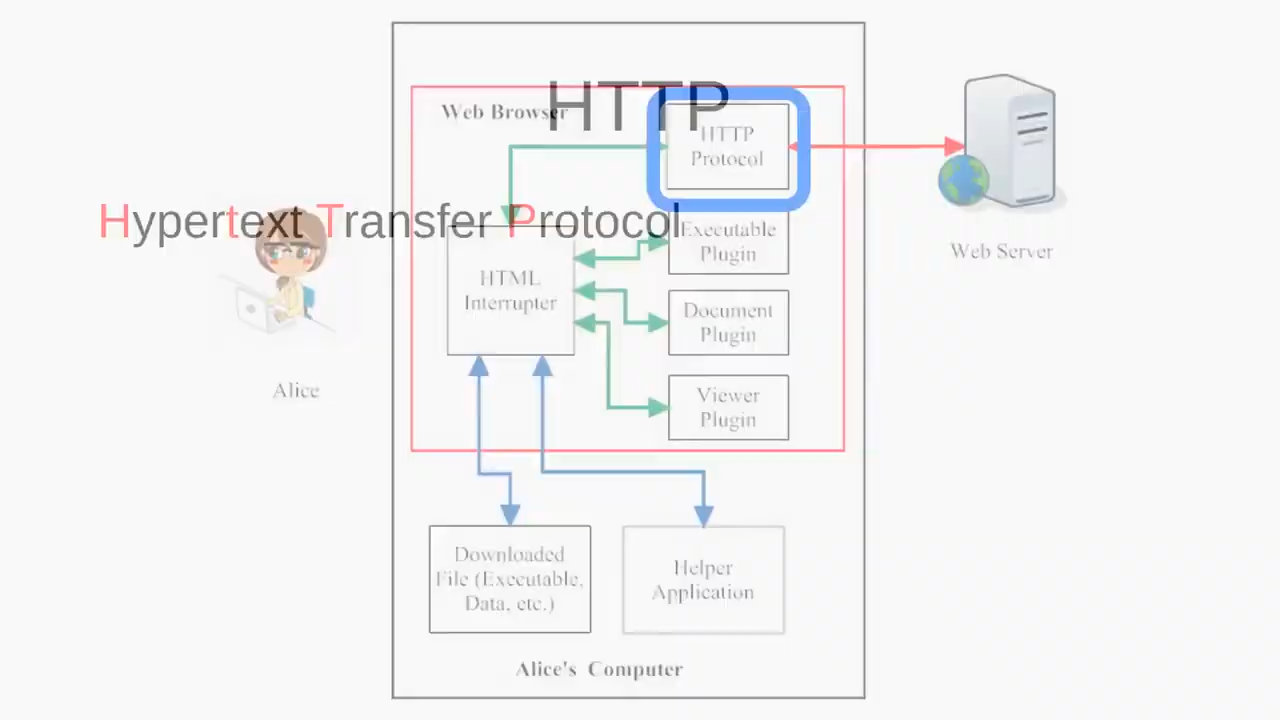 HTTP
Hypertext Transfer Protocol
Web Browser
HTTP
Protocol
Executable
Plugin
HTML
Interrupter
Document
Plugin
Viewer
Plugin
Web Server
Alice
Downloaded
File (Executable,
Data, etc.)
Helper
Application
Alice's Computer